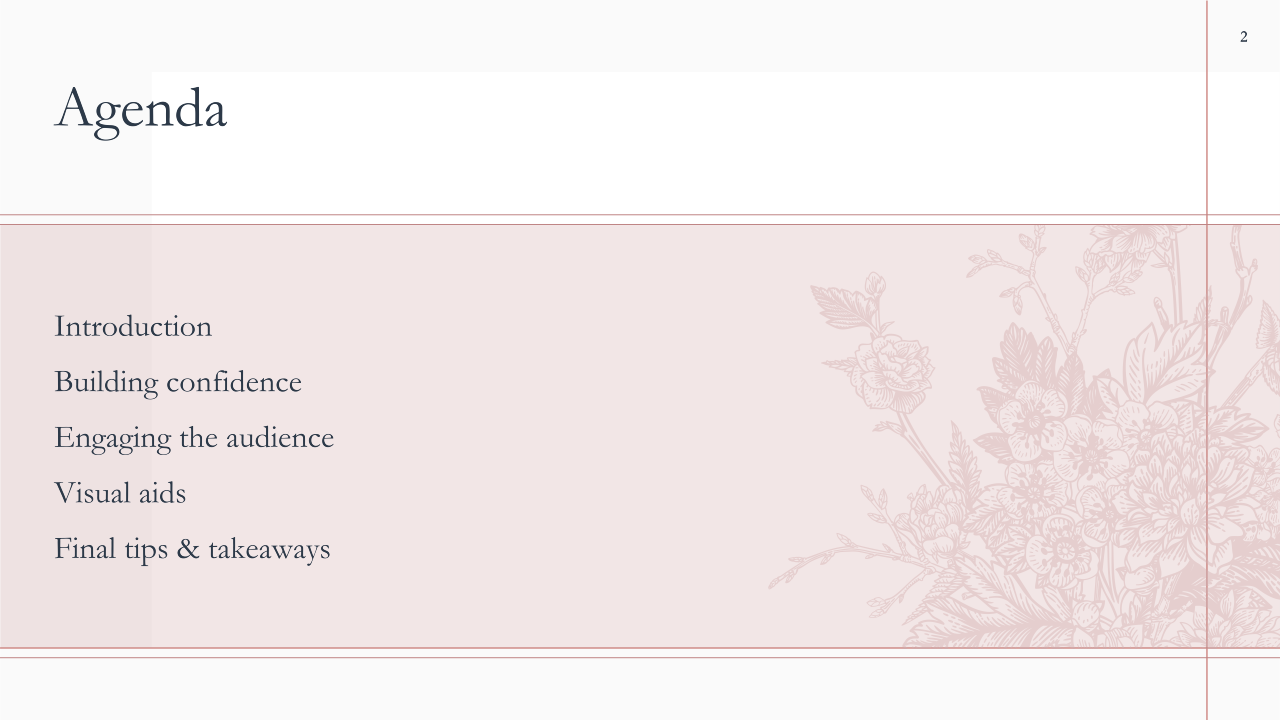 2
Agenda
Introduction
Building confidence
Engaging the audience
Visual aids
Final tips & takeaways